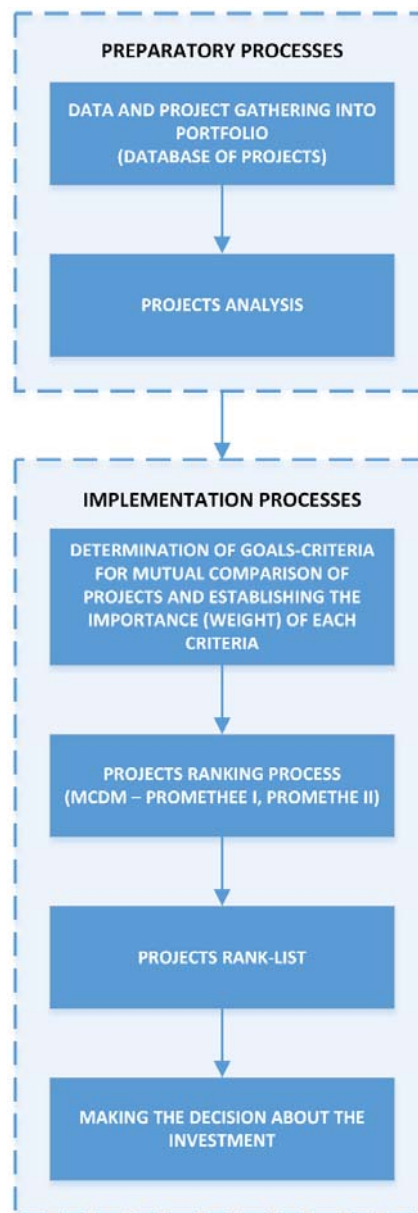 PREPARATORY PROCESSES
DATA AND PROJECT GATHERING INTO
PORTFOLIO
(DATABASE OF PROJECTS)
PROJECTS ANALYSIS
IMPLEMENTATION PROCESSES
DETERMINATION OF GOALS-CRITERIA
FOR MUTUAL COMPARISON OF
PROJECTS AND ESTABLISHING THE
IMPORTANCE (WEIGHT) OF EACH
CRITERIA
PROJECTS RANKING PROCESS
(MCDM – PROMETHEE I, PROMETHE II)
PROJECTS RANK-LIST
MAKING THE DECISION ABOUT THE
INVESTMENT